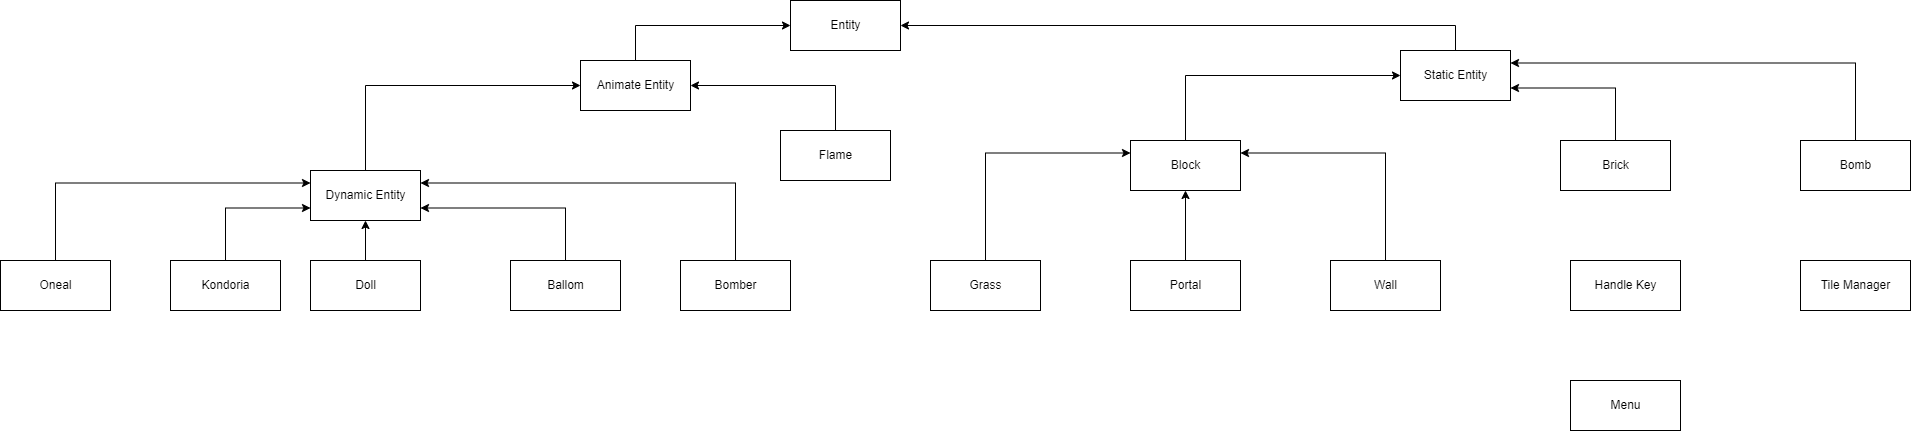 Entity
Animate Entity
Static Entity
Flame
Block
Brick
Bomb
Dynamic Entity
Oneal
Kondoria
Doll
Ballom
Bomber
Grass
Portal
Wall
Handle Key
Tile Manager
Menu